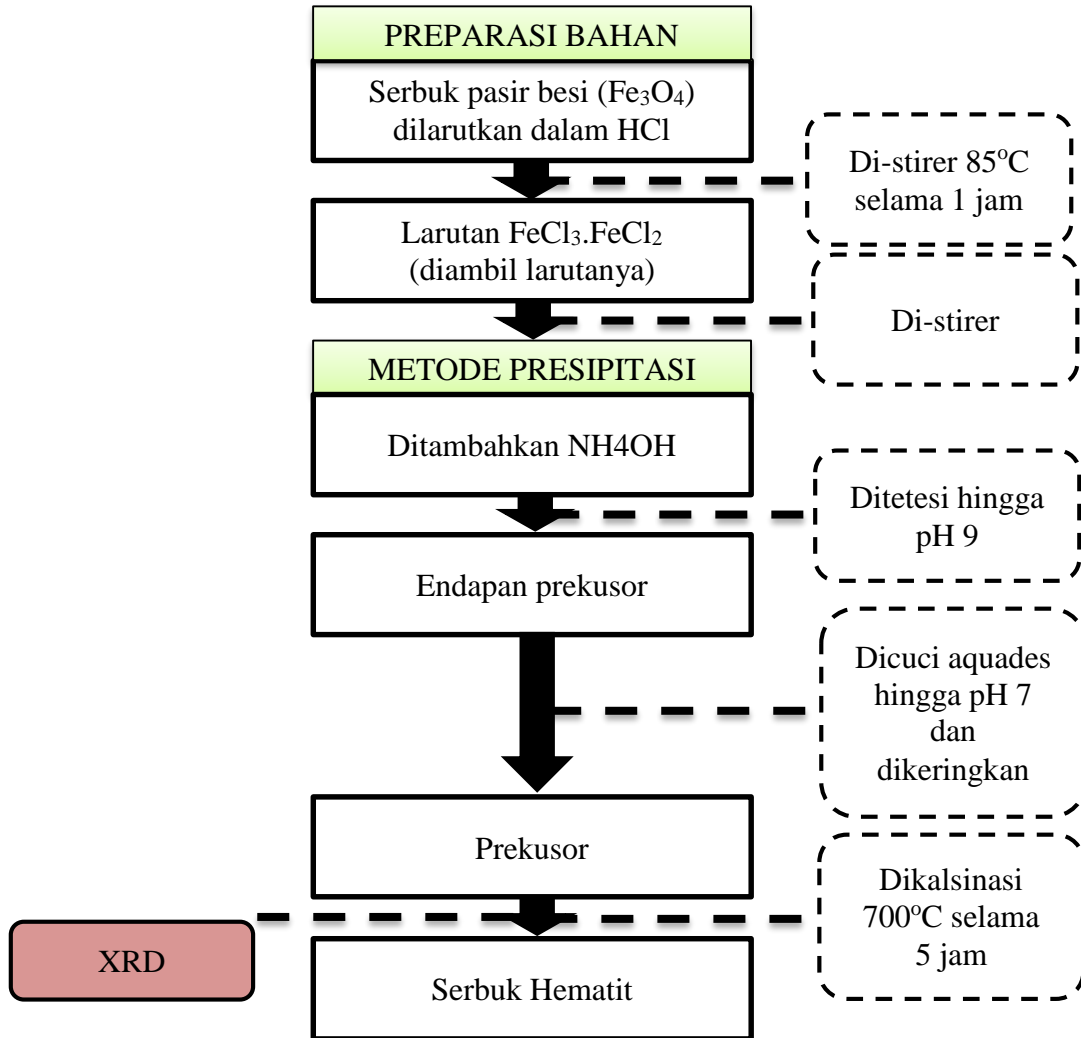 PREPARASI BAHAN
Serbuk pasir besi (Fe₃O₄)
dilarutkan dalam HCl
Di-stirer 85°C
selama 1 jam
Larutan FeCl₃.FeCl₂
(diambil larutanya)
Di-stirer
METODE PRESIPITASI
Ditambahkan NH4OH
Ditetesi hingga
pH 9
Endapan prekusor
Dicuci aquades
hingga pH 7
dan
dikeringkan
Prekusor
Dikalsinasi
700°C selama
5 jam
XRD
Serbuk Hematit